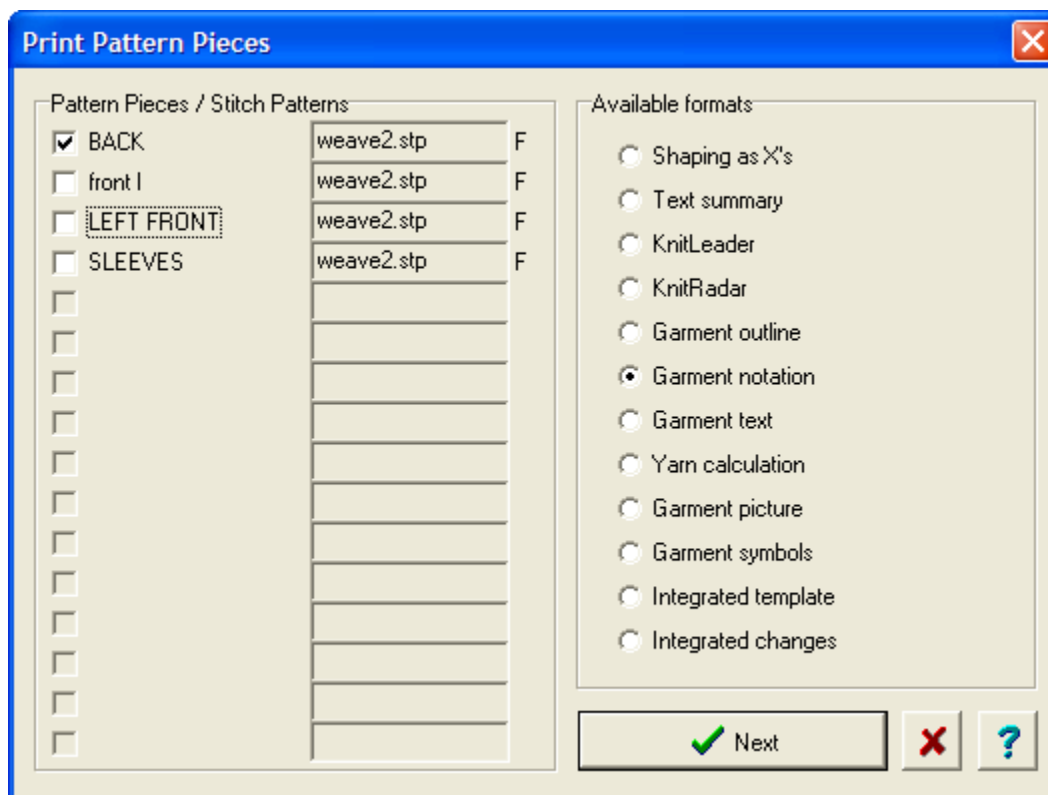 Print Pattern Pieces
Pattern Pieces / Stitch Patterns
BACK weave2.stp F
front l weave2.stp F
LEFT FRONT weave2.stp F
SLEEVES weave2.stp F
Available formats
Shaping as X's
Text summary
KnitLeader
KnitRadar
Garment outline
Garment notation
Garment text
Yarn calculation
Garment picture
Garment symbols
Integrated template
Integrated changes
Next
?